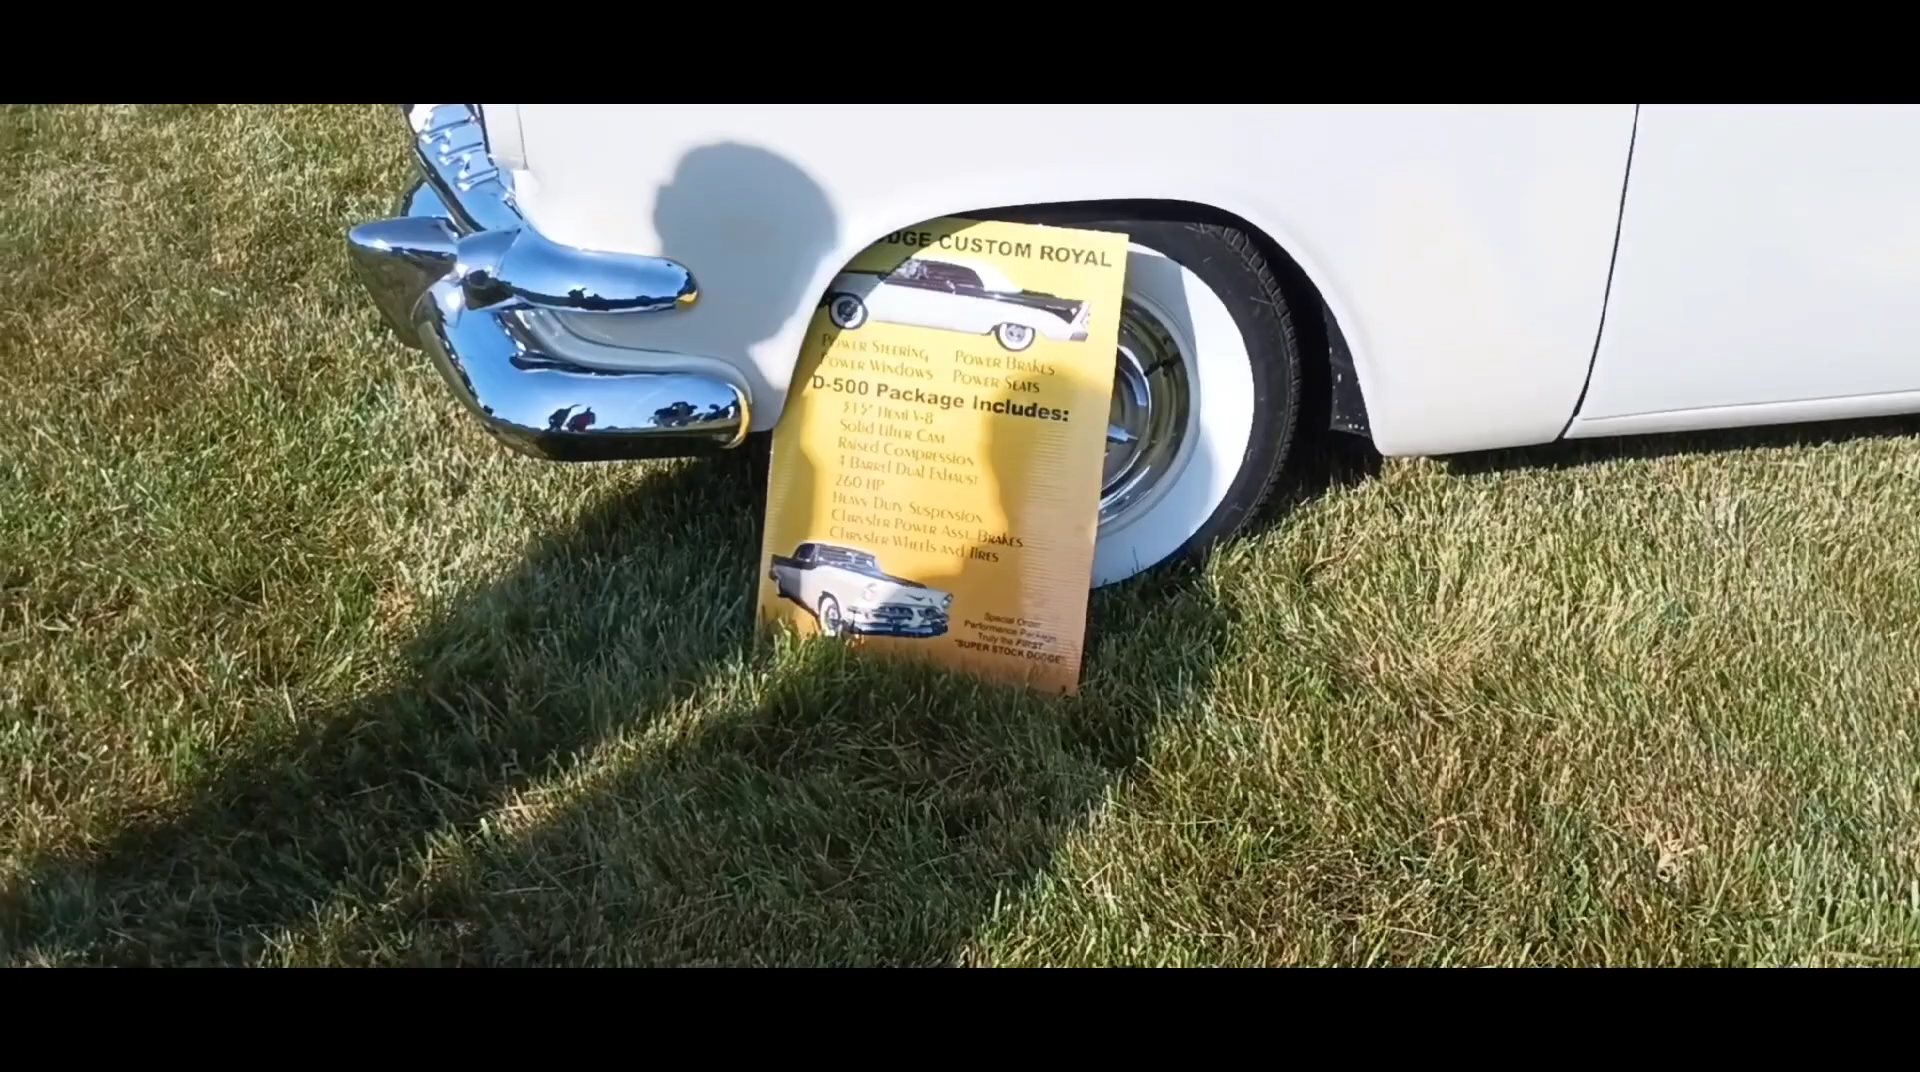 DGE CUSTOM ROYAL
POWER STEERING POWER BRAKES
POWER WINDOWS POWER SEATS
D-500 Package Includes:
315" HEMI V-8
SOLID LIFTER CAM
RAISED COMPRESSION
4 BARREL DUAL EXHAUST
260 HP
HEAVY DUTY SUSPENSION
CHRYSLER POWER ASST. BRAKES
CHRYSLER WHEELS AND TIRES
Special Order
Performance Package
Truly the FIRST
"SUPER STOCK DODGE"